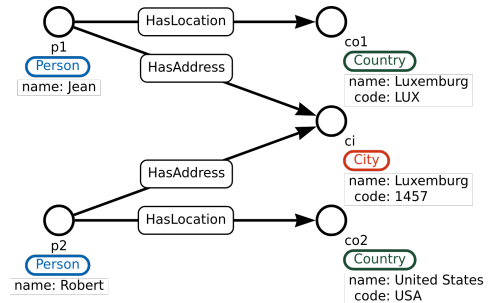 HasLocation
p1
Person
name: Jean
co1
Country
name: Luxemburg
code: LUX
HasAddress
ci
City
name: Luxemburg
code: 1457
HasAddress
HasLocation
p2
Person
name: Robert
co2
Country
name: United States
code: USA